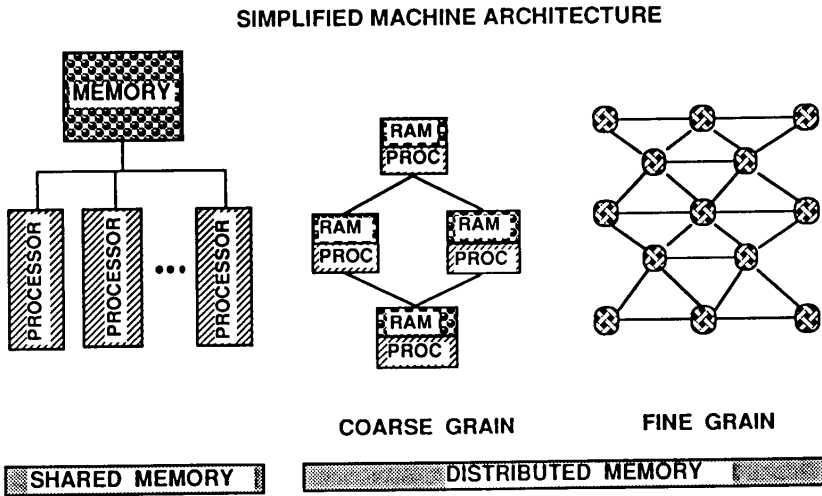 SIMPLIFIED MACHINE ARCHITECTURE
MEMORY
PROCESSOR
PROCESSOR
•••
PROCESSOR
RAM
PROC
RAM
PROC
RAM
PROC
RAM
PROC
COARSE GRAIN
FINE GRAIN
SHARED MEMORY
DISTRIBUTED MEMORY